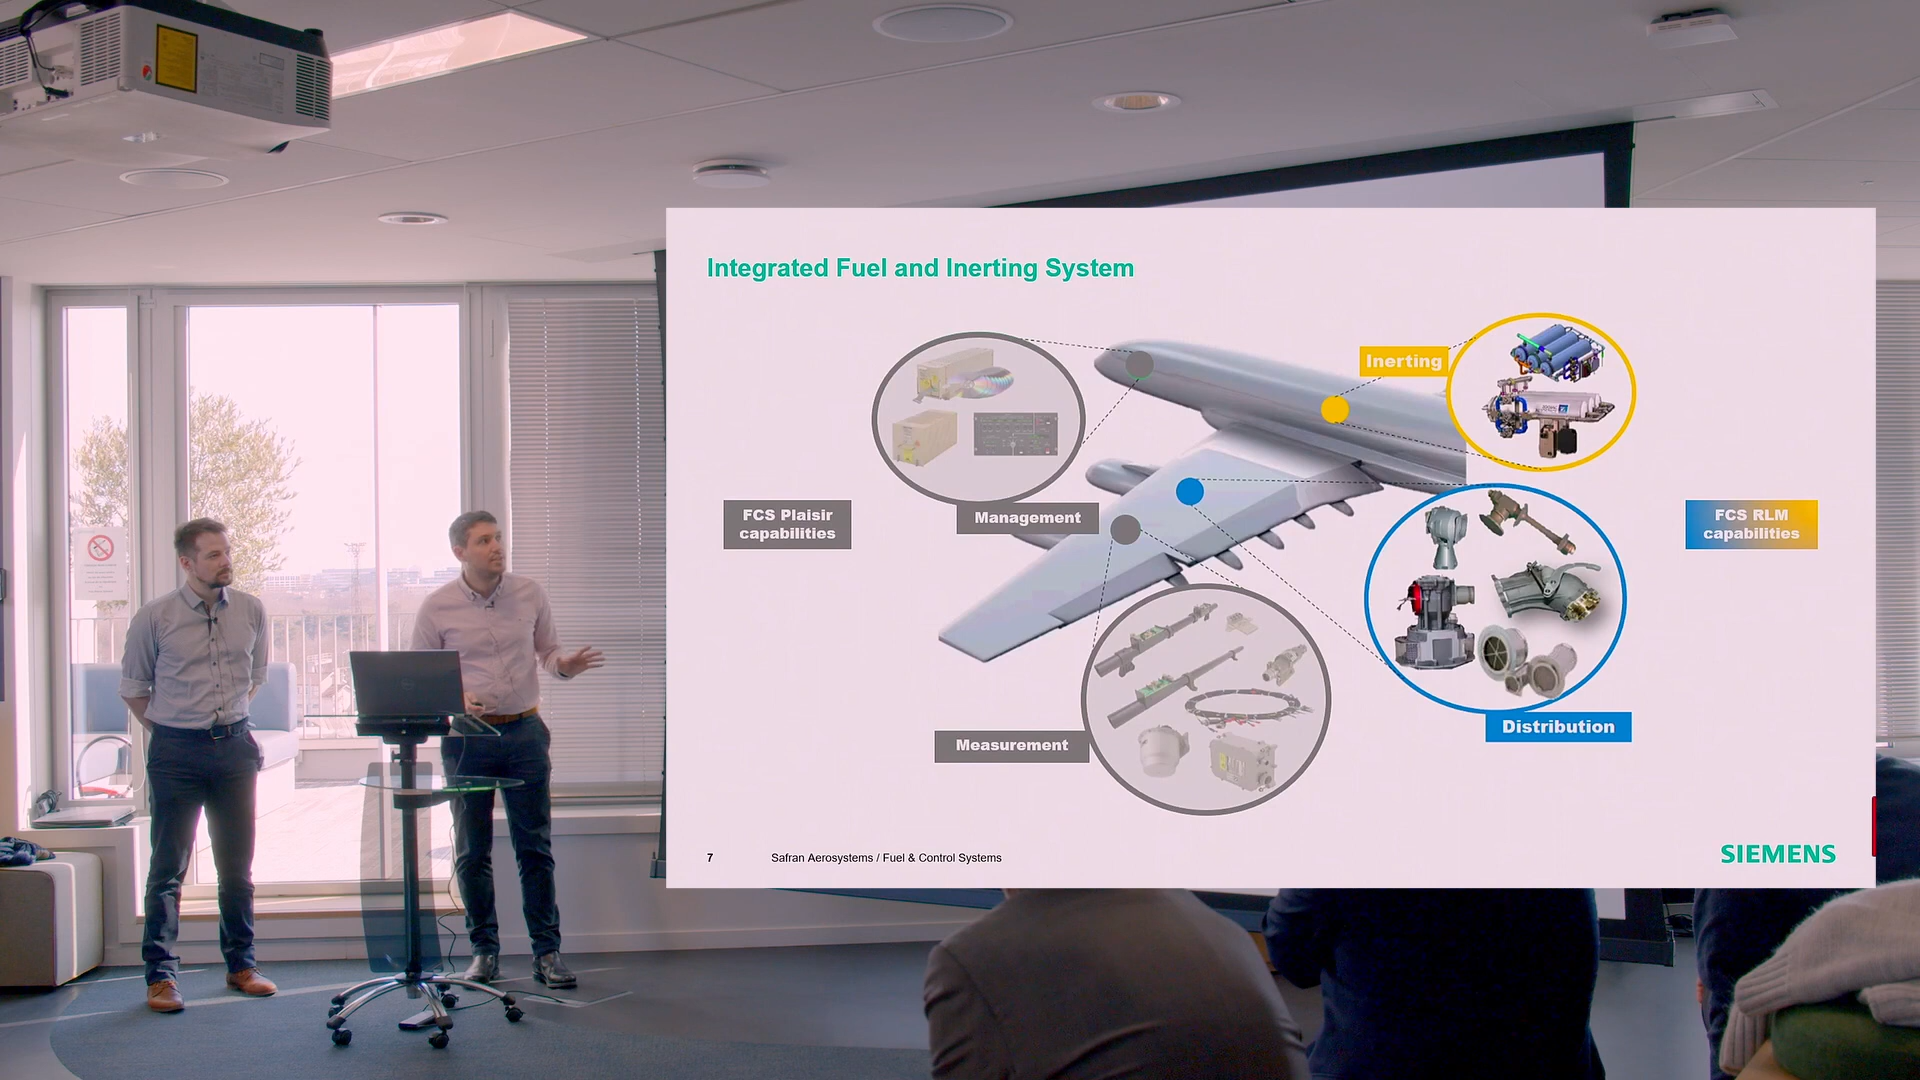 Integrated Fuel and Inerting System
Inerting
FCS Plaisir
capabilities
Management
FCS RLM
capabilities
Measurement
Distribution
7
Safran Aerosystems / Fuel & Control Systems
SIEMENS